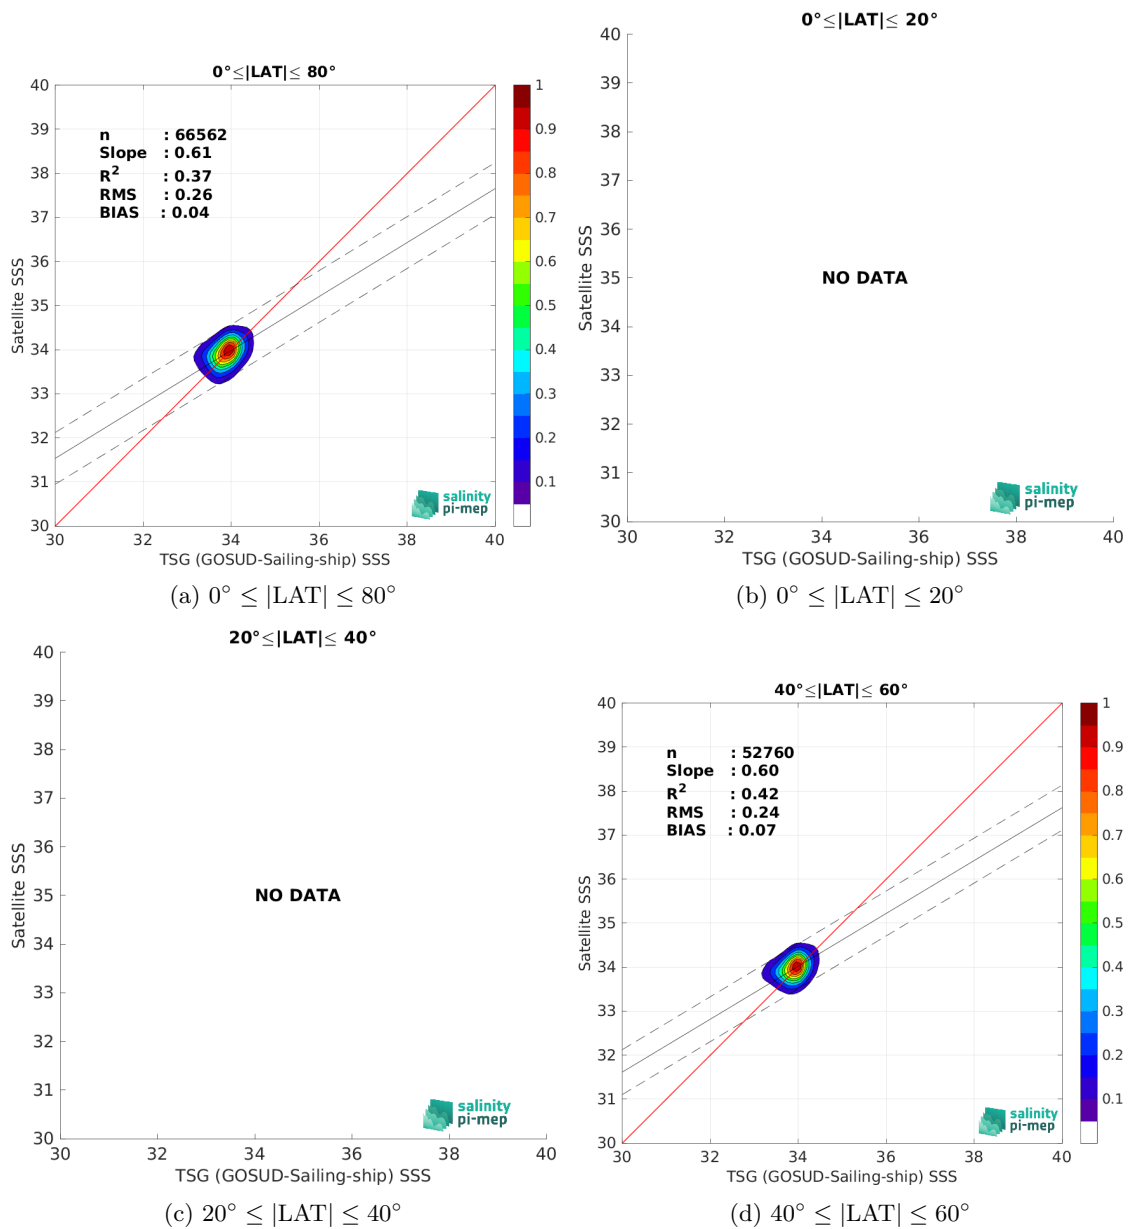 0°≤|LAT|≤ 80°
40
39
38
37
36
35
34
33
32
31
30
n : 66562
Slope : 0.61
R² : 0.37
RMS : 0.26
BIAS : 0.04
Satellite SSS
30 32 34 36 38 40
TSG (GOSUD-Sailing-ship) SSS
salinity
pi-mep
1
0.9
0.8
0.7
0.6
0.5
0.4
0.3
0.2
0.1
(a) 0° ≤ |LAT| ≤ 80°
0°≤|LAT|≤ 20°
40
39
38
37
36
35
34
33
32
31
30
Satellite SSS
NO DATA
salinity
pi-mep
30 32 34 36 38 40
TSG (GOSUD-Sailing-ship) SSS
(b) 0° ≤ |LAT| ≤ 20°
20°≤|LAT|≤ 40°
40
39
38
37
36
35
34
33
32
31
30
Satellite SSS
NO DATA
salinity
pi-mep
30 32 34 36 38 40
TSG (GOSUD-Sailing-ship) SSS
(c) 20° ≤ |LAT| ≤ 40°
40°≤|LAT|≤ 60°
40
39
38
37
36
35
34
33
32
31
30
n : 52760
Slope : 0.60
R² : 0.42
RMS : 0.24
BIAS : 0.07
Satellite SSS
salinity
pi-mep
30 32 34 36 38 40
TSG (GOSUD-Sailing-ship) SSS
1
0.9
0.8
0.7
0.6
0.5
0.4
0.3
0.2
0.1
(d) 40° ≤ |LAT| ≤ 60°